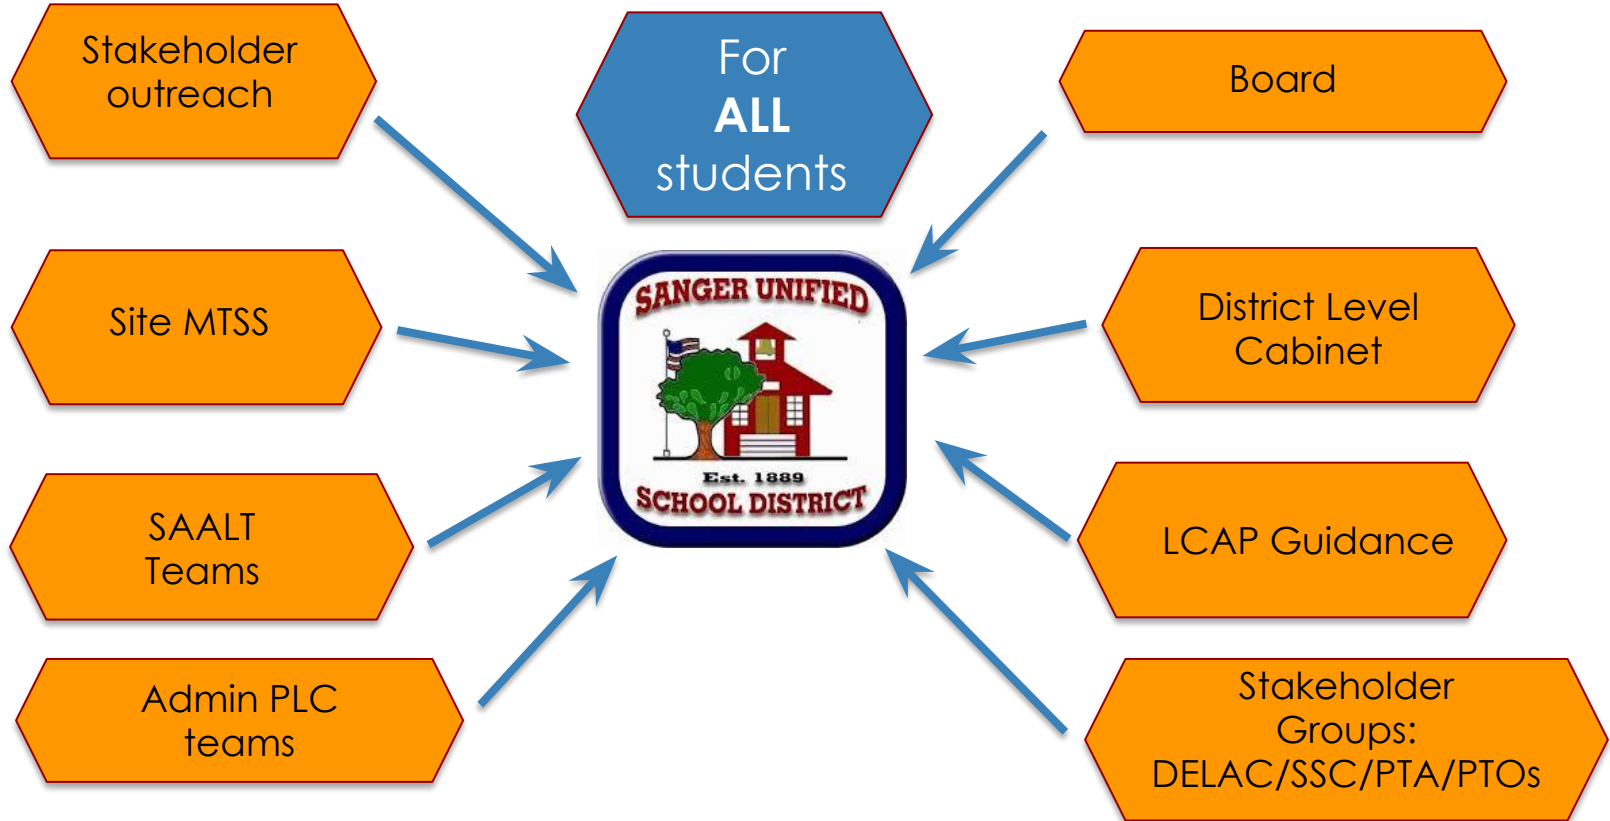 Stakeholder
outreach
For
ALL
students
Board
Site MTSS
SANGER UNIFIED
Est. 1889
SCHOOL DISTRICT
District Level
Cabinet
SAALT
Teams
LCAP Guidance
Admin PLC
teams
Stakeholder
Groups:
DELAC/SSC/PTA/PTOs